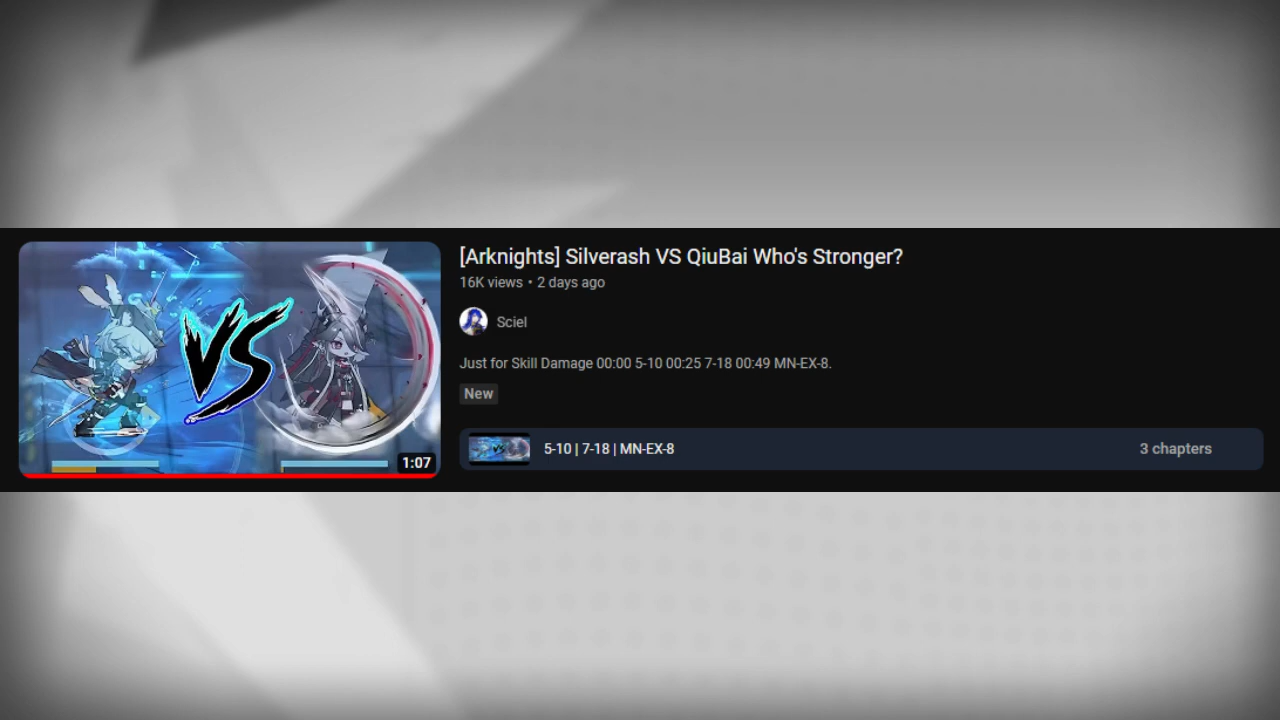 VS
1:07
[Arknights] Silverash VS QiuBai Who's Stronger?
16K views • 2 days ago
Sciel
Just for Skill Damage 00:00 5-10 00:25 7-18 00:49 MN-EX-8.
New
5-10 | 7-18 | MN-EX-8
3 chapters